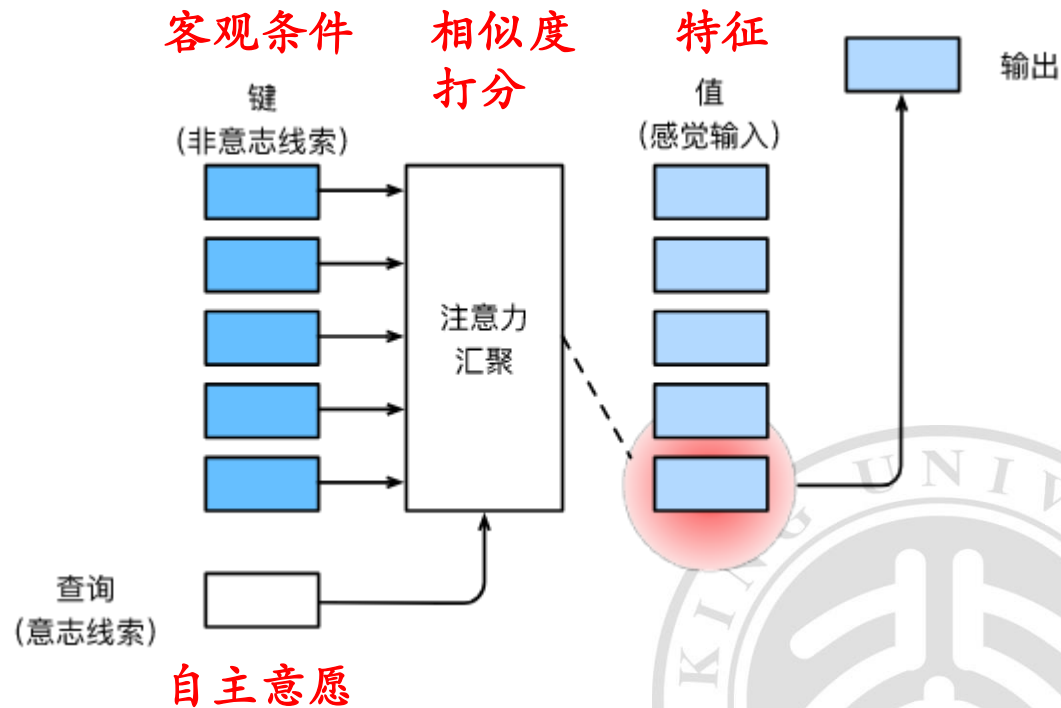 客观条件
相似度
打分
特征
输出
键
(非意志线索)
值
(感觉输入)
注意力
汇聚
查询
(意志线索)
自主意愿
KING UNIV